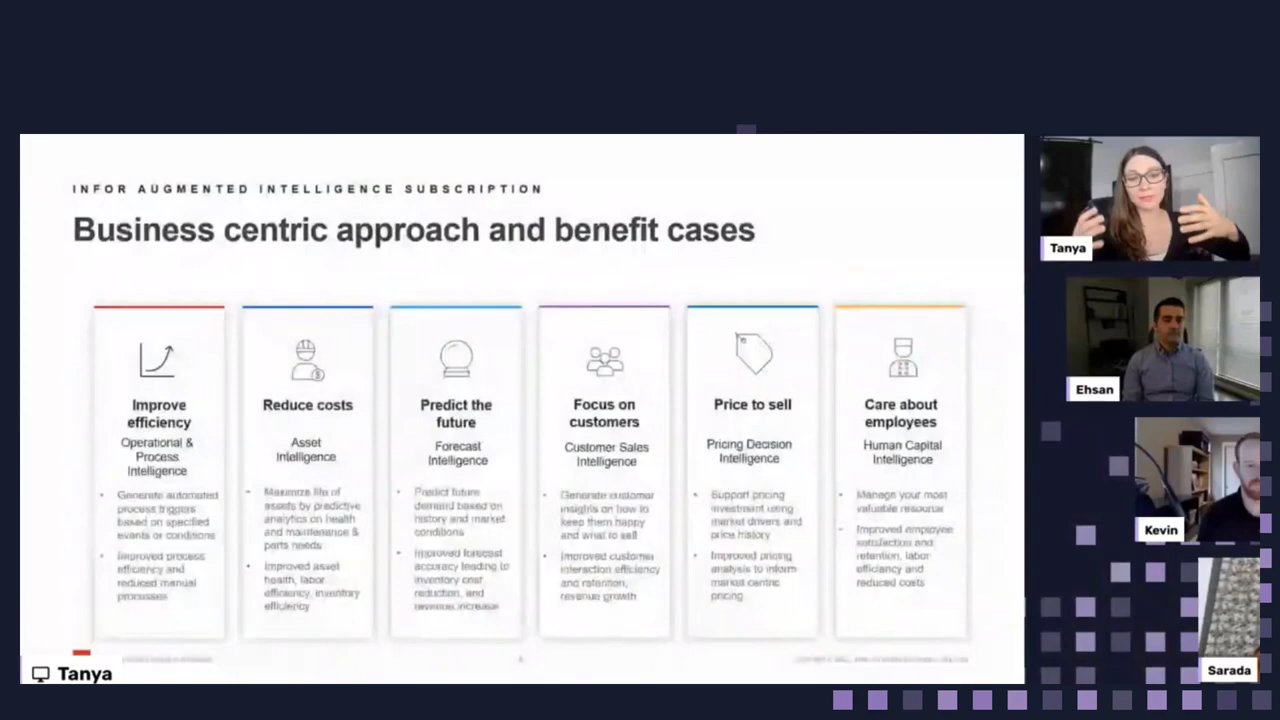 INFOR AUGMENTED INTELLIGENCE SUBSCRIPTION
Business centric approach and benefit cases
Improve
efficiency
Operational &
Process
Intelligence
• Generate automated
process triggers
based on specified
events or conditions
• Improved process
efficiency and
reduced manual
processes
Reduce costs
Asset
Intelligence
• Maximize life of
assets by predictive
analytics on health
and maintenance &
parts needs
• Improved asset
health, labor
efficiency, inventory
efficiency
Predict the
future
Forecast
Intelligence
• Predict future
demand based on
history and market
conditions
• Improved forecast
accuracy leading to
inventory cost
reduction, and
revenue increase
Focus on
customers
Customer Sales
Intelligence
• Generate customer
insights on how to
keep them happy
and what to sell
• Improved customer
interaction efficiency
and retention,
revenue growth
Price to sell
Pricing Decision
Intelligence
• Support pricing
investment using
market drivers and
price history
• Improved pricing
analysis to inform
market centric
pricing
Care about
employees
Human Capital
Intelligence
• Manage your most
valuable resource
• Improved employee
satisfaction and
retention, labor
efficiency and
reduced costs
Tanya
Tanya
Ehsan
Kevin
Sarada